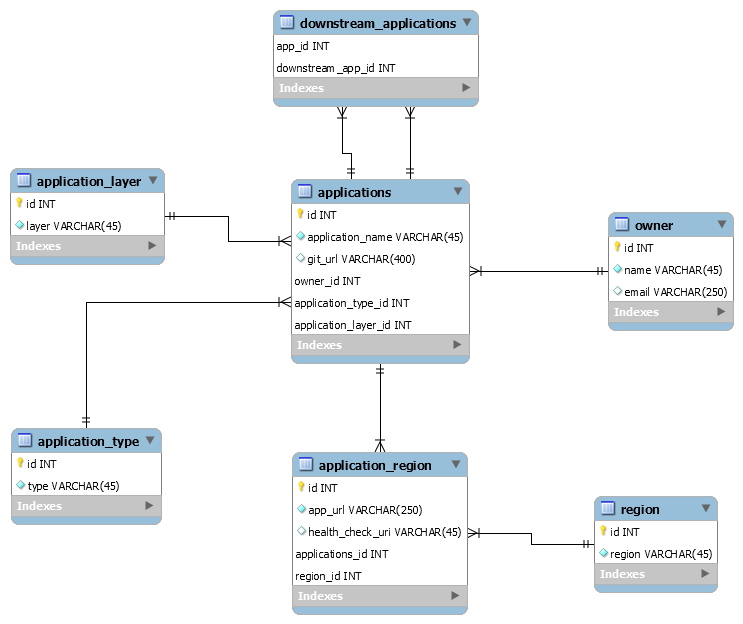 downstream_applications
app_id INT
downstream_app_id INT
Indexes
application_layer
id INT
layer VARCHAR(45)
Indexes
applications
id INT
application_name VARCHAR(45)
git_url VARCHAR(400)
owner_id INT
application_type_id INT
application_layer_id INT
Indexes
owner
id INT
name VARCHAR(45)
email VARCHAR(250)
Indexes
application_type
id INT
type VARCHAR(45)
Indexes
application_region
id INT
app_url VARCHAR(250)
health_check_uri VARCHAR(45)
applications_id INT
region_id INT
Indexes
region
id INT
region VARCHAR(45)
Indexes